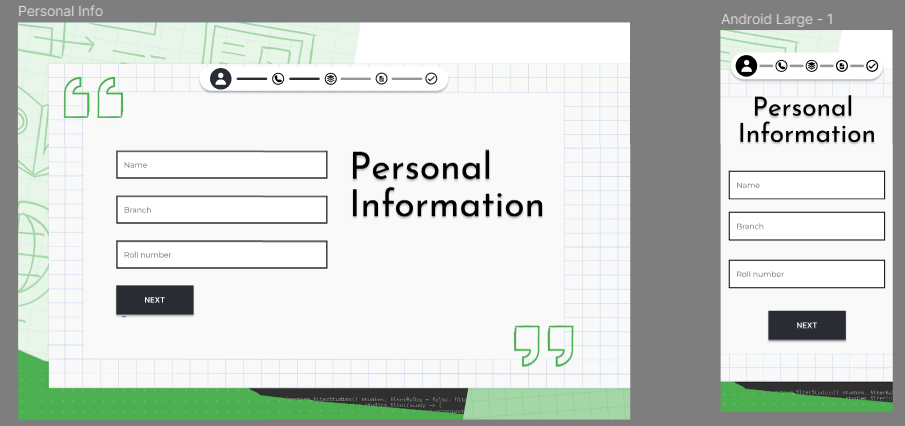 Personal Info
Name
Branch
Roll number
NEXT
Personal
Information
Android Large - 1
Personal
Information
Name
Branch
Roll number
NEXT